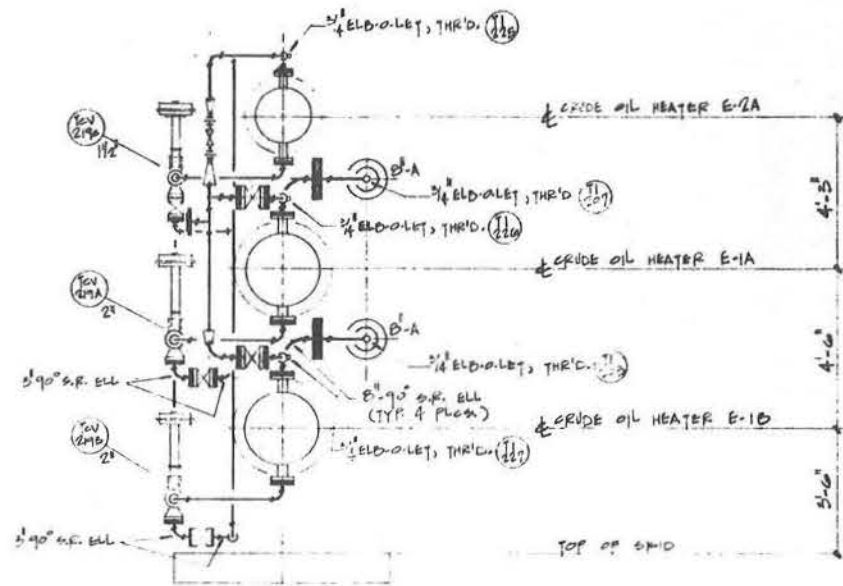 3/4" ELB-O-LET, THR'D. TI 225
CRUDE OIL HEATER E-2A
TCV 219C
1 1/2"
8"-A
3/4" ELB-O-LET, THR'D TI 207
3/4" ELB-O-LET, THR'D. TI 226
4'-3"
CRUDE OIL HEATER E-1A
TCV 219A
2"
8"-A
3/4" ELB-O-LET, THR'D. TI
4'-6"
3" 90° S.R. ELL
8"-90° S.R. ELL
(TYP. 4 PLCS.)
CRUDE OIL HEATER E-1B
TCV 219B
2"
ELB-O-LET, THR'D. TI 227
3'-6"
3" 90° S.R. ELL
TOP OF SKID